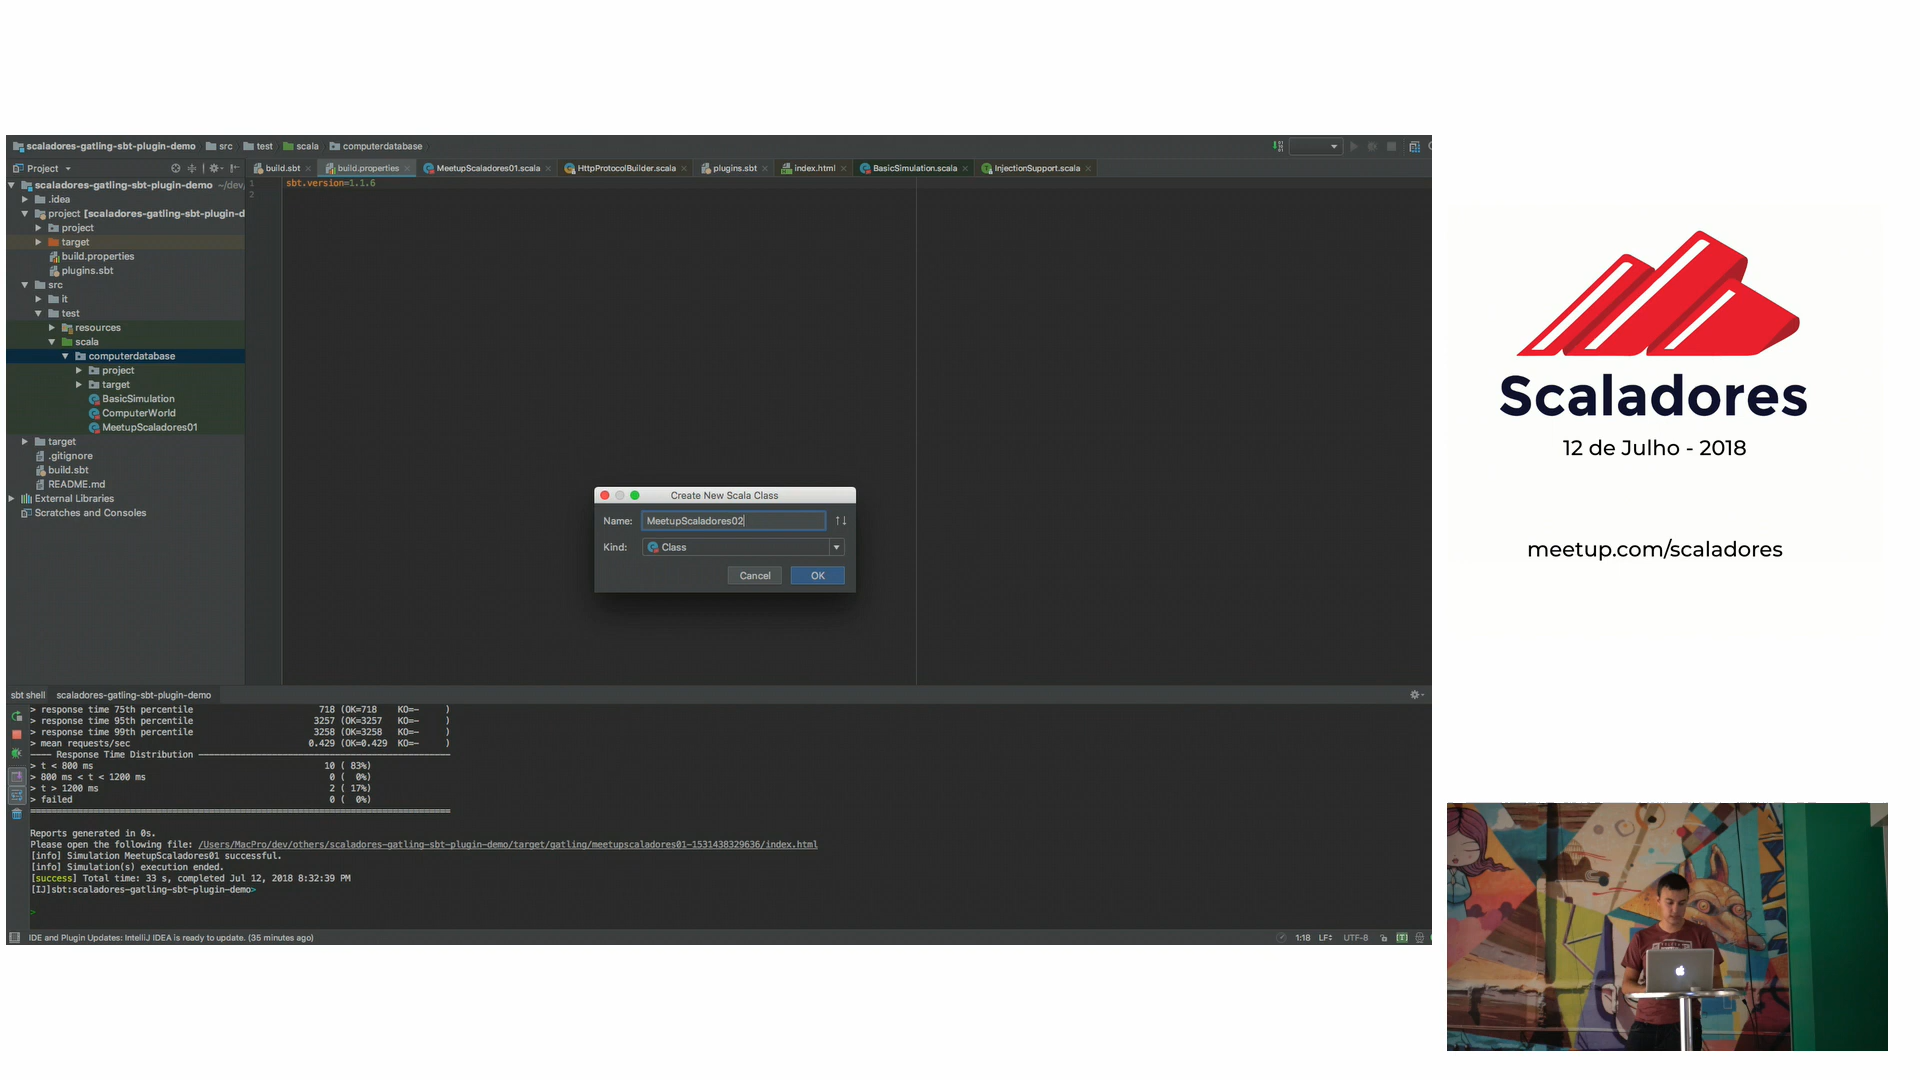 scaladores-gatling-sbt-plugin-demo src test scala computerdatabase
Project
build.sbt build.properties MeetupScaladores01.scala HttpProtocolBuilder.scala plugins.sbt index.html BasicSimulation.scala InjectionSupport.scala
scaladores-gatling-sbt-plugin-demo ~/dev/
.idea
project [scaladores-gatling-sbt-plugin-d
project
target
build.properties
plugins.sbt
src
it
test
resources
scala
computerdatabase
project
target
BasicSimulation
ComputerWorld
MeetupScaladores01
target
.gitignore
build.sbt
README.md
External Libraries
Scratches and Consoles
1 sbt.version=1.1.6
2
Create New Scala Class
Name: MeetupScaladores02
Kind: Class
Cancel OK
sbt shell scaladores-gatling-sbt-plugin-demo
> response time 75th percentile 718 (OK=718 KO=- )
> response time 95th percentile 3257 (OK=3257 KO=- )
> response time 99th percentile 3258 (OK=3258 KO=- )
> mean requests/sec 0.429 (OK=0.429 KO=- )
---- Response Time Distribution ------------------------------------------------
> t < 800 ms 10 ( 83%)
> 800 ms < t < 1200 ms 0 ( 0%)
> t > 1200 ms 2 ( 17%)
> failed 0 ( 0%)
================================================================================
Reports generated in 0s.
Please open the following file: /Users/MacPro/dev/others/scaladores-gatling-sbt-plugin-demo/target/gatling/meetupscaladores01-1531438329636/index.html
[info] Simulation MeetupScaladores01 successful.
[info] Simulation(s) execution ended.
[success] Total time: 33 s, completed Jul 12, 2018 8:32:39 PM
[IJ]sbt:scaladores-gatling-sbt-plugin-demo>
>
IDE and Plugin Updates: IntelliJ IDEA is ready to update. (35 minutes ago)
1:18 LF÷ UTF-8
Scaladores
12 de Julho - 2018
meetup.com/scaladores